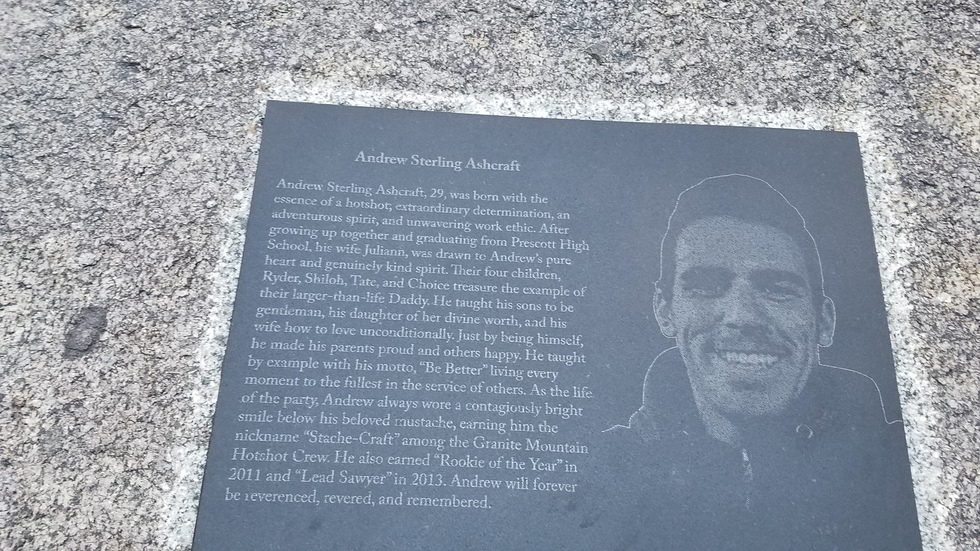 Andrew Sterling Ashcraft
Andrew Sterling Ashcraft, 29, was born with the
essence of a hotshot; extraordinary determination, an
adventurous spirit, and unwavering work ethic. After
growing up together and graduating from Prescott High
School, his wife Juliann, was drawn to Andrew's pure
heart and genuinely kind spirit. Their four children,
Ryder, Shiloh, Tate, and Choice treasure the example of
their larger-than-life Daddy. He taught his sons to be
gentleman, his daughter of her divine worth, and his
wife how to love unconditionally. Just by being himself,
he made his parents proud and others happy. He taught
by example with his motto, "Be Better" living every
moment to the fullest in the service of others. As the life
of the party, Andrew always wore a contagiously bright
smile below his beloved mustache, earning him the
nickname "Stache-Craft" among the Granite Mountain
Hotshot Crew. He also earned "Rookie of the Year" in
2011 and "Lead Sawyer" in 2013. Andrew will forever
be reverenced, revered, and remembered.